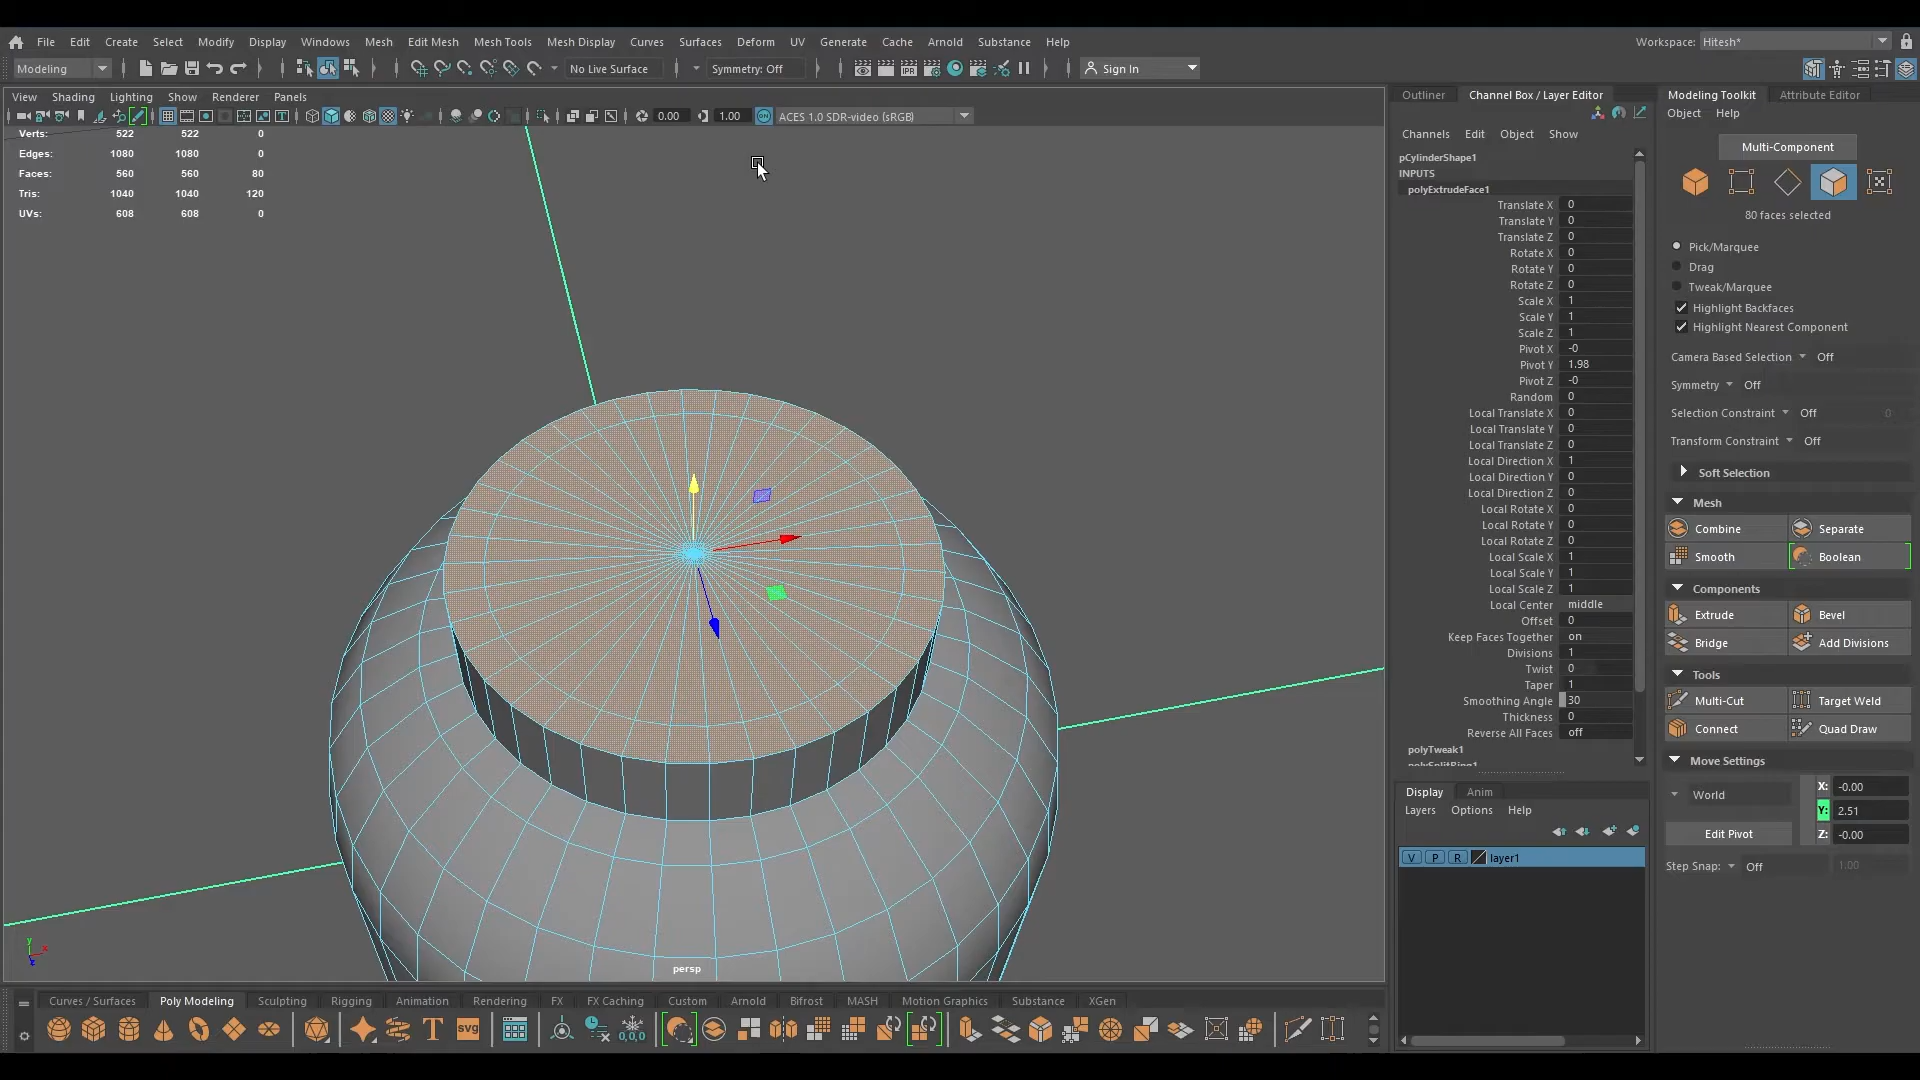 File Edit Create Select Modify Display Windows Mesh Edit Mesh Mesh Tools Mesh Display Curves Surfaces Deform UV Generate Cache Arnold Substance Help Workspace: Hitesh*
Modeling No Live Surface Symmetry: Off Sign In
View Shading Lighting Show Renderer Panels
0.00 1.00 ACES 1.0 SDR-video (sRGB)
Verts: 522 522 0
Edges: 1080 1080 0
Faces: 560 560 80
Tris: 1040 1040 120
UVs: 608 608 0
persp
Outliner Channel Box / Layer Editor
Channels Edit Object Show
pCylinderShape1
INPUTS
polyExtrudeFace1
Translate X 0
Translate Y 0
Translate Z 0
Rotate X 0
Rotate Y 0
Rotate Z 0
Scale X 1
Scale Y 1
Scale Z 1
Pivot X -0
Pivot Y 1.98
Pivot Z -0
Random 0
Local Translate X 0
Local Translate Y 0
Local Translate Z 0
Local Direction X 1
Local Direction Y 0
Local Direction Z 0
Local Rotate X 0
Local Rotate Y 0
Local Rotate Z 0
Local Scale X 1
Local Scale Y 1
Local Scale Z 1
Local Center middle
Offset 0
Keep Faces Together on
Divisions 1
Twist 0
Taper 1
Smoothing Angle 30
Thickness 0
Reverse All Faces off
polyTweak1
polySplitRing1
Display Anim
Layers Options Help
V P R layer1
Modeling Toolkit Attribute Editor
Object Help
Multi-Component
80 faces selected
Pick/Marquee
Drag
Tweak/Marquee
Highlight Backfaces
Highlight Nearest Component
Camera Based Selection Off
Symmetry Off
Selection Constraint Off 0
Transform Constraint Off
Soft Selection
Mesh
Combine Separate
Smooth Boolean
Components
Extrude Bevel
Bridge Add Divisions
Tools
Multi-Cut Target Weld
Connect Quad Draw
Move Settings
World X: -0.00
Y: 2.51
Edit Pivot Z: -0.00
Step Snap: Off 1.00
Curves / Surfaces Poly Modeling Sculpting Rigging Animation Rendering FX FX Caching Custom Arnold Bifrost MASH Motion Graphics Substance XGen
T svg 0,0,0